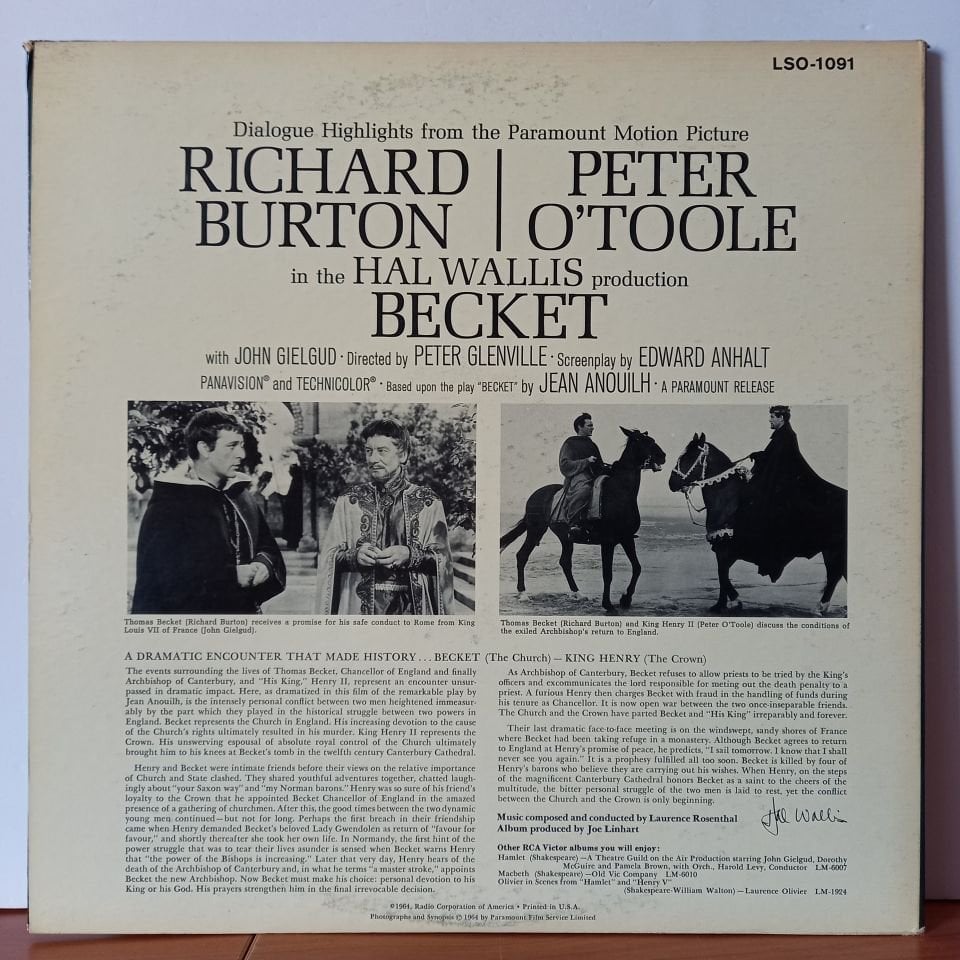 LSO-1091
Dialogue Highlights from the Paramount Motion Picture
RICHARD BURTON | PETER O'TOOLE
in the HAL WALLIS production
BECKET
with JOHN GIELGUD · Directed by PETER GLENVILLE · Screenplay by EDWARD ANHALT
PANAVISION® and TECHNICOLOR® · Based upon the play "BECKET" by JEAN ANOUILH · A PARAMOUNT RELEASE
Thomas Becket (Richard Burton) receives a promise for his safe conduct to Rome from King
Louis VII of France (John Gielgud).
Thomas Becket (Richard Burton) and King Henry II (Peter O'Toole) discuss the conditions of
the exiled Archbishop's return to England.
A DRAMATIC ENCOUNTER THAT MADE HISTORY . . . BECKET (The Church) — KING HENRY (The Crown)
The events surrounding the lives of Thomas Becket, Chancellor of England and finally
Archbishop of Canterbury, and "His King," Henry II, represent an encounter unsur-
passed in dramatic impact. Here, as dramatized in this film of the remarkable play by
Jean Anouilh, is the intensely personal conflict between two men heightened immeasur-
ably by the part which they played in the historical struggle between two powers in
England. Becket represents the Church in England. His increasing devotion to the cause
of the Church's rights ultimately resulted in his murder. King Henry II represents the
Crown. His unswerving espousal of absolute royal control of the Church ultimately
brought him to his knees at Becket's tomb in the twelfth century Canterbury Cathedral.
Henry and Becket were intimate friends before their views on the relative importance
of Church and State clashed. They shared youthful adventures together, chatted laugh-
ingly about "your Saxon way" and "my Norman barons." Henry was so sure of his friend's
loyalty to the Crown that he appointed Becket Chancellor of England in the amazed
presence of a gathering of churchmen. After this, the good times between the two dynamic
young men continued—but not for long. Perhaps the first breach in their friendship
came when Henry demanded Becket's beloved Lady Gwendolen as return of "favour for
favour," and shortly thereafter she took her own life. In Normandy, the first hint of the
power struggle that was to tear their lives asunder is sensed when Becket warns Henry
that "the power of the Bishops is increasing." Later that very day, Henry hears of the
death of the Archbishop of Canterbury and, in what he terms "a master stroke," appoints
Becket the new Archbishop. Now Becket must make his choice: personal devotion to his
King or his God. His prayers strengthen him in the final irrevocable decision.
As Archbishop of Canterbury, Becket refuses to allow priests to be tried by the King's
officers and excommunicates the lord responsible for meting out the death penalty to a
priest. A furious Henry then charges Becket with fraud in the handling of funds during
his tenure as Chancellor. It is now open war between the two once-inseparable friends.
The Church and the Crown have parted Becket and "His King" irreparably and forever.
Their last dramatic face-to-face meeting is on the windswept, sandy shores of France
where Becket had been taking refuge in a monastery. Although Becket agrees to return
to England at Henry's promise of peace, he predicts, "I sail tomorrow. I know that I shall
never see you again." It is a prophesy fulfilled all too soon. Becket is killed by four of
Henry's barons who believe they are carrying out his wishes. When Henry, on the steps
of the magnificent Canterbury Cathedral honors Becket as a saint to the cheers of the
multitude, the bitter personal struggle of the two men is laid to rest, yet the conflict
between the Church and the Crown is only beginning.
Hal Wallis
Music composed and conducted by Laurence Rosenthal
Album produced by Joe Linhart
Other RCA Victor albums you will enjoy:
Hamlet (Shakespeare) —A Theatre Guild on the Air Production starring John Gielgud, Dorothy
McGuire and Pamela Brown, with Orch., Harold Levy, Conductor LM-6007
Macbeth (Shakespeare) —Old Vic Company LM-6010
Olivier in Scenes from "Hamlet" and "Henry V"
(Shakespeare-William Walton) —Laurence Olivier LM-1924
©1964, Radio Corporation of America • Printed in U.S.A.
Photographs and Synopsis © 1964 by Paramount Film Service Limited